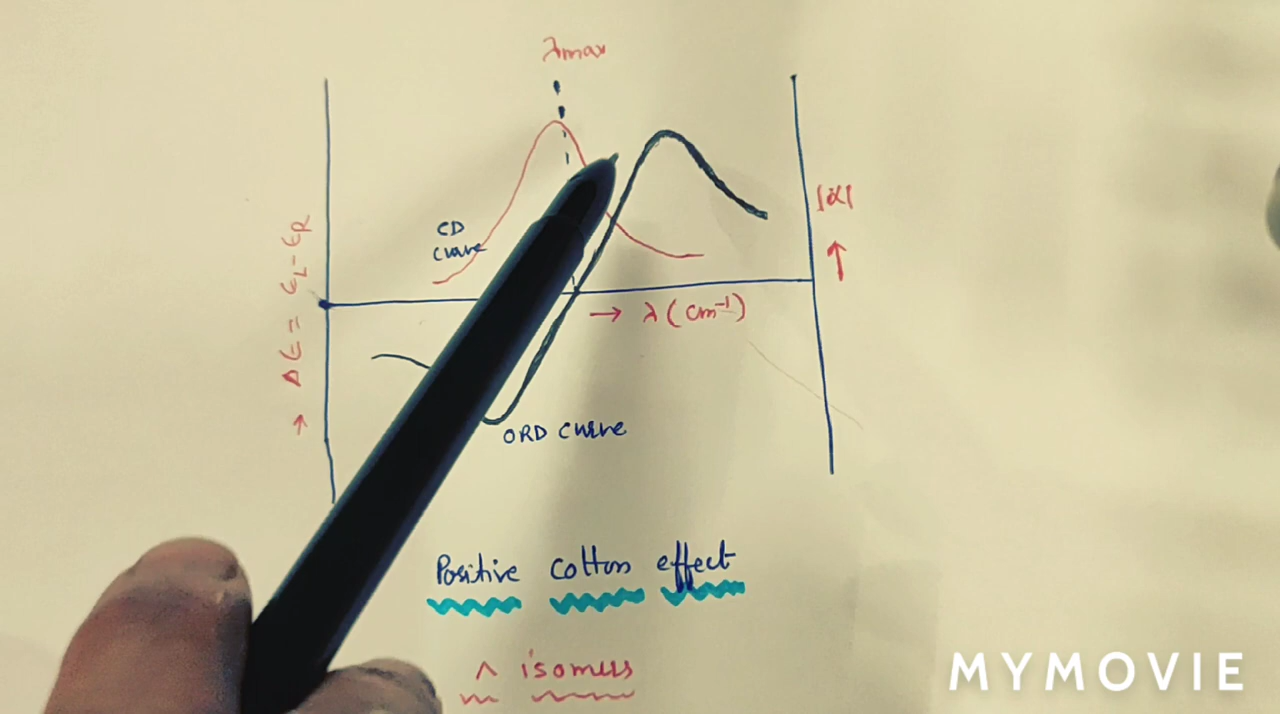 λmax
CD
curve
→ Δε = εL - εR
|α|
↑
→ λ (cm⁻¹)
ORD curve
Positive cotton effect
Λ isomers
MYMOVIE